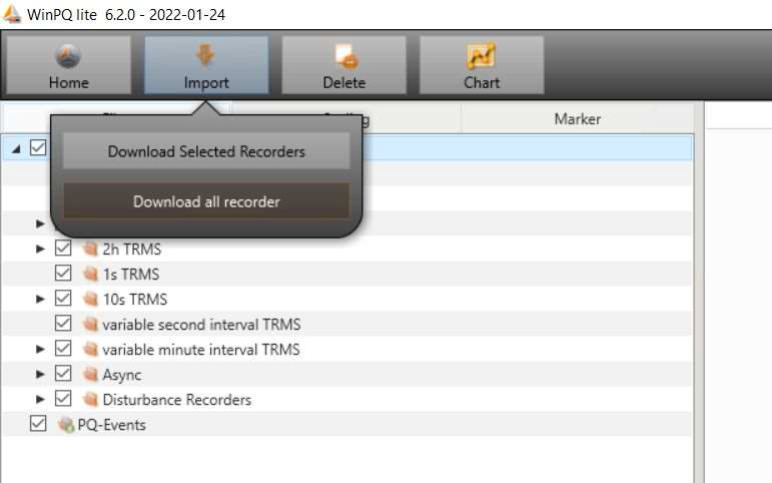 WinPQ lite 6.2.0 - 2022-01-24
Home Import Delete Chart
Marker
Download Selected Recorders
Download all recorder
2h TRMS
1s TRMS
10s TRMS
variable second interval TRMS
variable minute interval TRMS
Async
Disturbance Recorders
PQ-Events